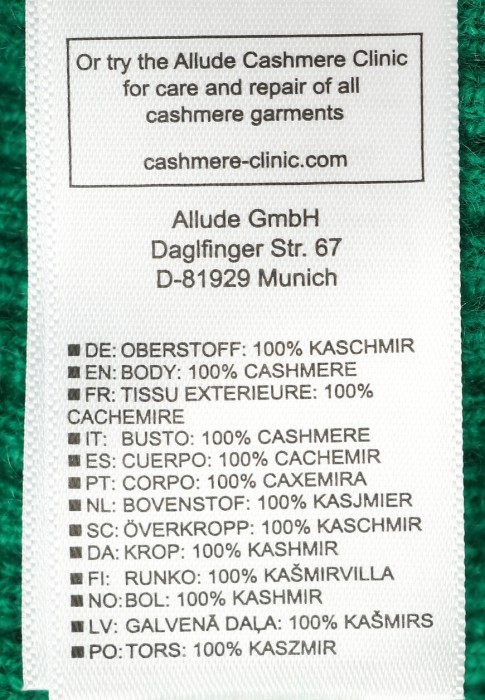 Or try the Allude Cashmere Clinic
for care and repair of all
cashmere garments
cashmere-clinic.com
Allude GmbH
Daglfinger Str. 67
D-81929 Munich
DE: OBERSTOFF: 100% KASCHMIR
EN: BODY: 100% CASHMERE
FR: TISSU EXTERIEURE: 100%
CACHEMIRE
IT: BUSTO: 100% CASHMERE
ES: CUERPO: 100% CACHEMIR
PT: CORPO: 100% CAXEMIRA
NL: BOVENSTOF: 100% KASJMIER
SC: ÖVERKROPP: 100% KASCHMIR
DA: KROP: 100% KASHMIR
FI: RUNKO: 100% KAŠMIRVILLA
NO: BOL: 100% KASHMIR
LV: GALVENĀ DAĻA: 100% KAŠMIRS
PO: TORS: 100% KASZMIR